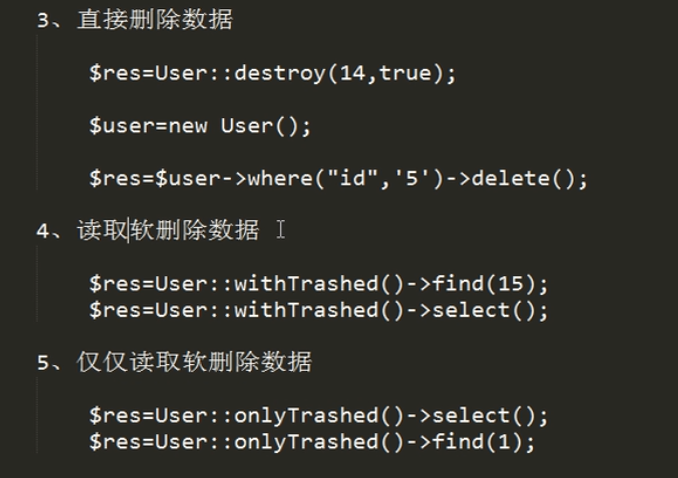 3、直接删除数据
$res=User::destroy(14,true);
$user=new User();
$res=$user->where("id",'5')->delete();
4、读取软删除数据
$res=User::withTrashed()->find(15);
$res=User::withTrashed()->select();
5、仅仅读取软删除数据
$res=User::onlyTrashed()->select();
$res=User::onlyTrashed()->find(1);